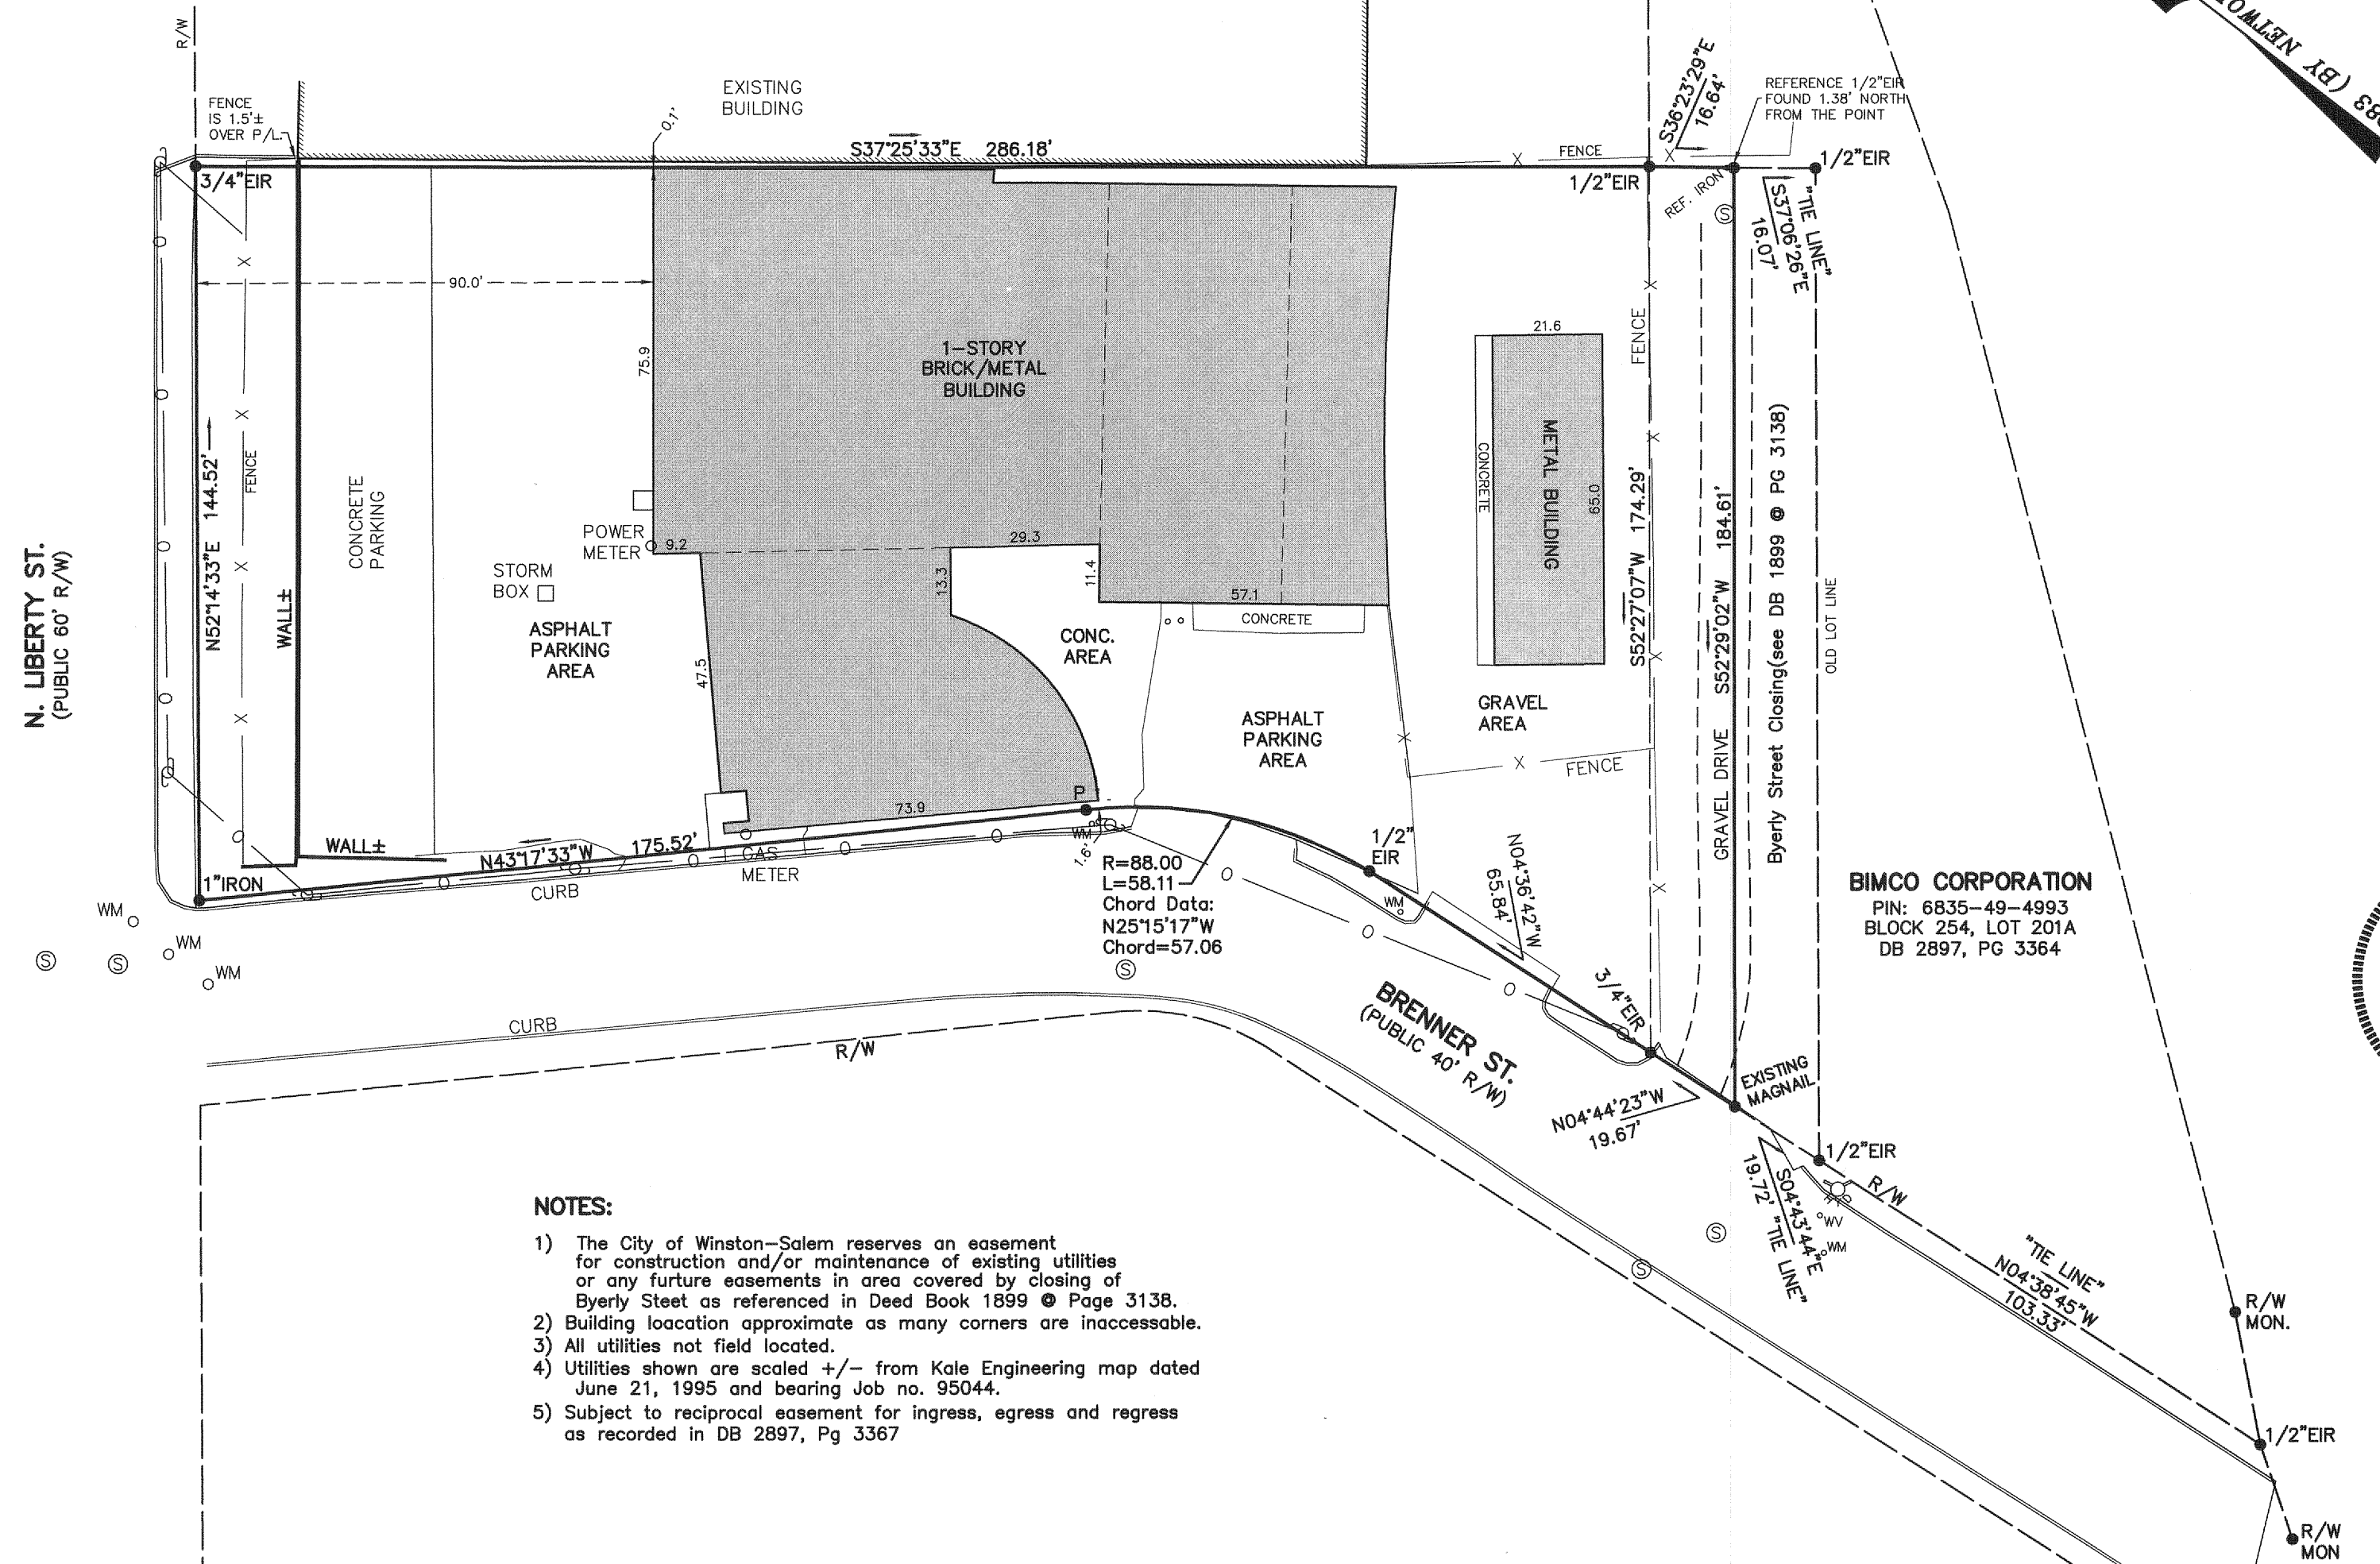 R/W
FENCE
IS 1.5'±
OVER P/L
EXISTING
BUILDING
0.1'
S37°25'33"E 286.18'
FENCE
X
X
S36°23'29"E
16.64'
REFERENCE 1/2"EIR
FOUND 1.38' NORTH
FROM THE POINT
(BY NETWO
3/4"EIR
1/2"EIR
REF. IRON
S
1/2"EIR
"TIE LINE"
S37°06'26"E
16.07'
90.0'
75.9
1-STORY
BRICK/METAL
BUILDING
21.6
METAL BUILDING
65.0
CONCRETE
FENCE
S52°27'07"W 174.29'
GRAVEL DRIVE S52°29'02"W 184.61'
Byerly Street Closing(see DB 1899 @ PG 3138)
OLD LOT LINE
N. LIBERTY ST.
(PUBLIC 60' R/W)
N52°14'33"E 144.52'
FENCE
WALL±
CONCRETE
PARKING
POWER
METER
STORM
BOX
ASPHALT
PARKING
AREA
9.2
29.3
13.3
11.4
57.1
47.5
CONC.
AREA
CONCRETE
ASPHALT
PARKING
AREA
GRAVEL
AREA
FENCE
73.9
P
WALL±
N43°17'33"W 175.52'
GAS
METER
CURB
1"IRON
WM
WM
WM
S
S
WM
1.6'
R=88.00
L=58.11
Chord Data:
N25°15'17"W
Chord=57.06
S
1/2"
EIR
WM
N04°36'42"W
65.84'
3/4"EIR
BRENNER ST.
(PUBLIC 40' R/W)
BIMCO CORPORATION
PIN: 6835-49-4993
BLOCK 254, LOT 201A
DB 2897, PG 3364
CURB
R/W
N04°44'23"W
19.67'
EXISTING
MAGNAIL
1/2"EIR
R/W
S04°43'44"E
19.72' "TIE LINE"
WV
WM
S
S
"TIE LINE"
N04°38'45"W
103.33'
R/W
MON.
1/2"EIR
R/W
MON
NOTES:
1) The City of Winston-Salem reserves an easement
for construction and/or maintenance of existing utilities
or any furture easements in area covered by closing of
Byerly Steet as referenced in Deed Book 1899 @ Page 3138.
2) Building loacation approximate as many corners are inaccessable.
3) All utilities not field located.
4) Utilities shown are scaled +/- from Kale Engineering map dated
June 21, 1995 and bearing Job no. 95044.
5) Subject to reciprocal easement for ingress, egress and regress
as recorded in DB 2897, Pg 3367